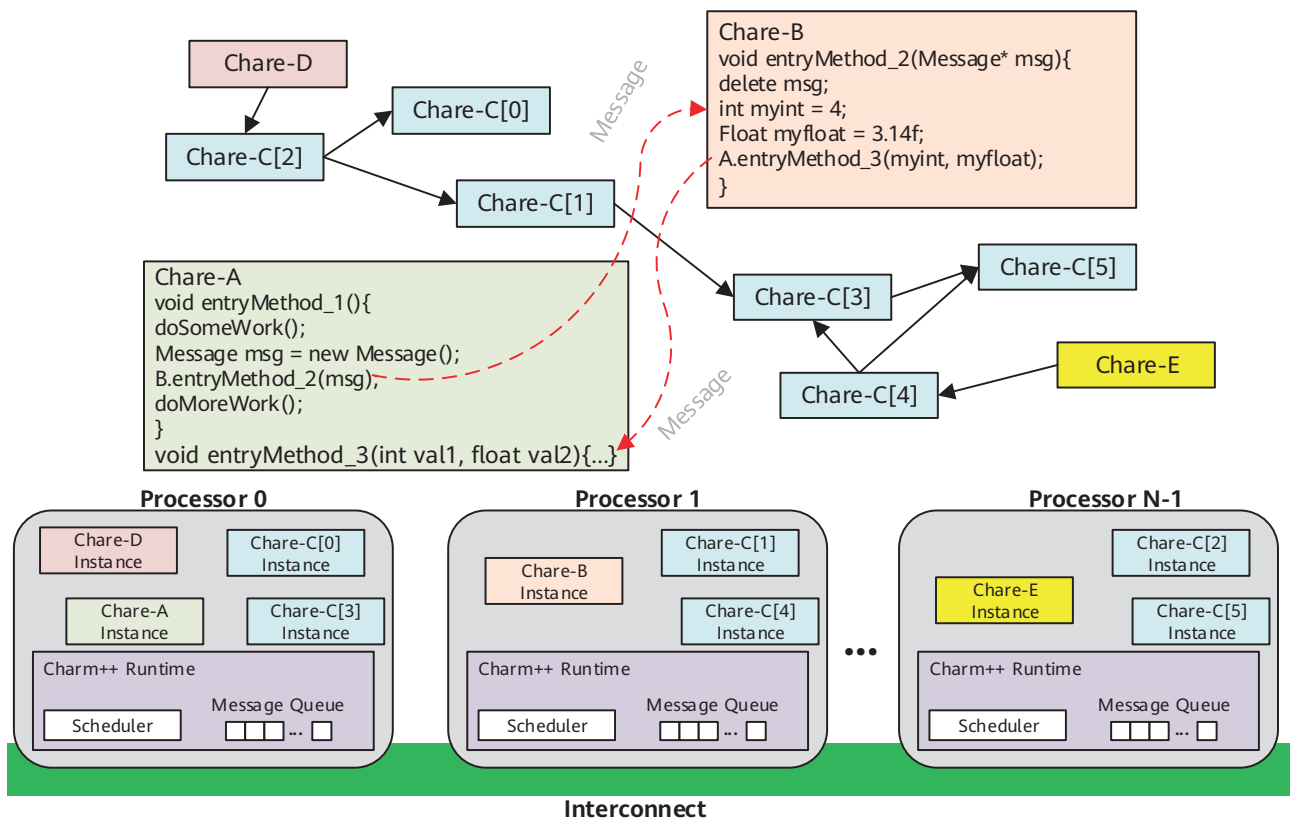 Chare-D
Chare-C[0]
Chare-C[2]
Chare-C[1]
Message
Chare-B
void entryMethod_2(Message* msg){
delete msg;
int myint = 4;
Float myfloat = 3.14f;
A.entryMethod_3(myint, myfloat);
}
Chare-A
void entryMethod_1(){
doSomeWork();
Message msg = new Message();
B.entryMethod_2(msg);
doMoreWork();
}
void entryMethod_3(int val1, float val2){...}
Message
Chare-C[3]
Chare-C[5]
Chare-C[4]
Chare-E
Processor 0
Chare-D
Instance
Chare-C[0]
Instance
Chare-A
Instance
Chare-C[3]
Instance
Charm++ Runtime
Scheduler
Message Queue
...
Processor 1
Chare-B
Instance
Chare-C[1]
Instance
Chare-C[4]
Instance
Charm++ Runtime
Scheduler
Message Queue
...
...
Processor N-1
Chare-E
Instance
Chare-C[2]
Instance
Chare-C[5]
Instance
Charm++ Runtime
Scheduler
Message Queue
...
Interconnect